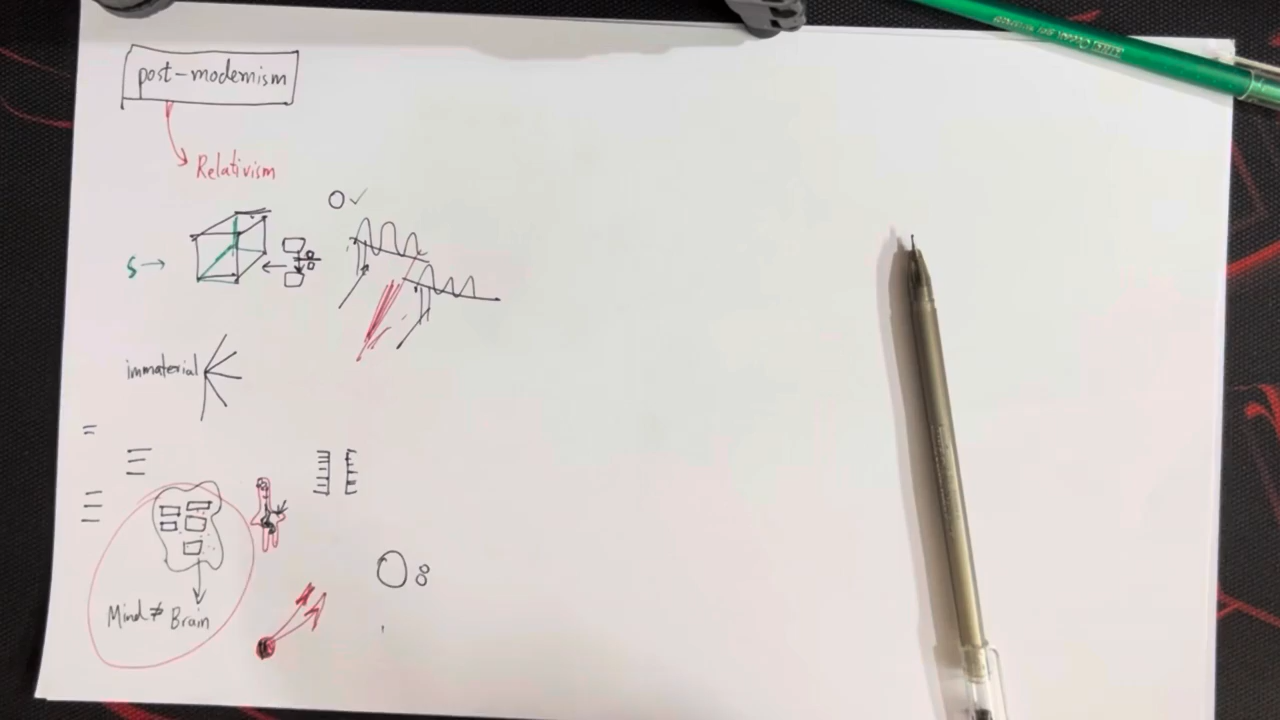 post-modernism
Relativism
S →
immaterial
Mind ≠ Brain